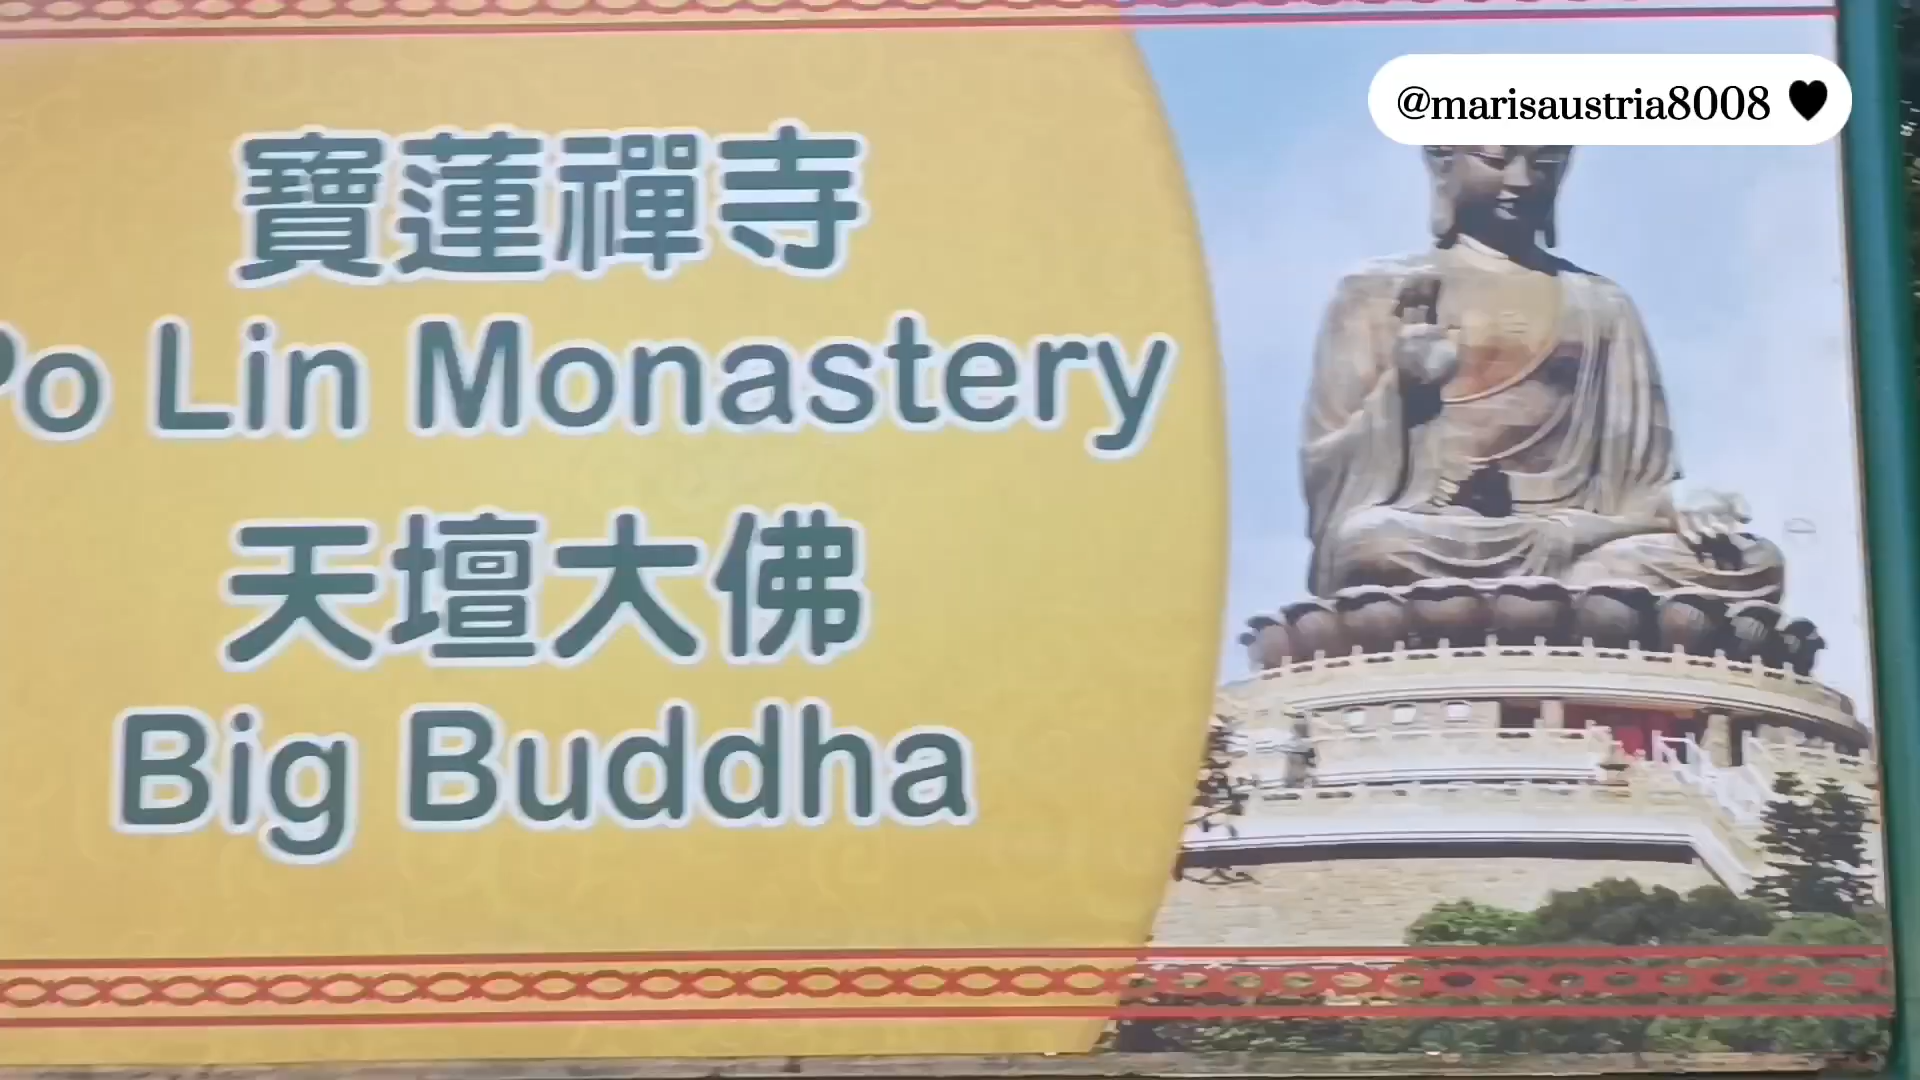 @marisaustria8008 🖤
寶蓮禪寺
Po Lin Monastery
天壇大佛
Big Buddha